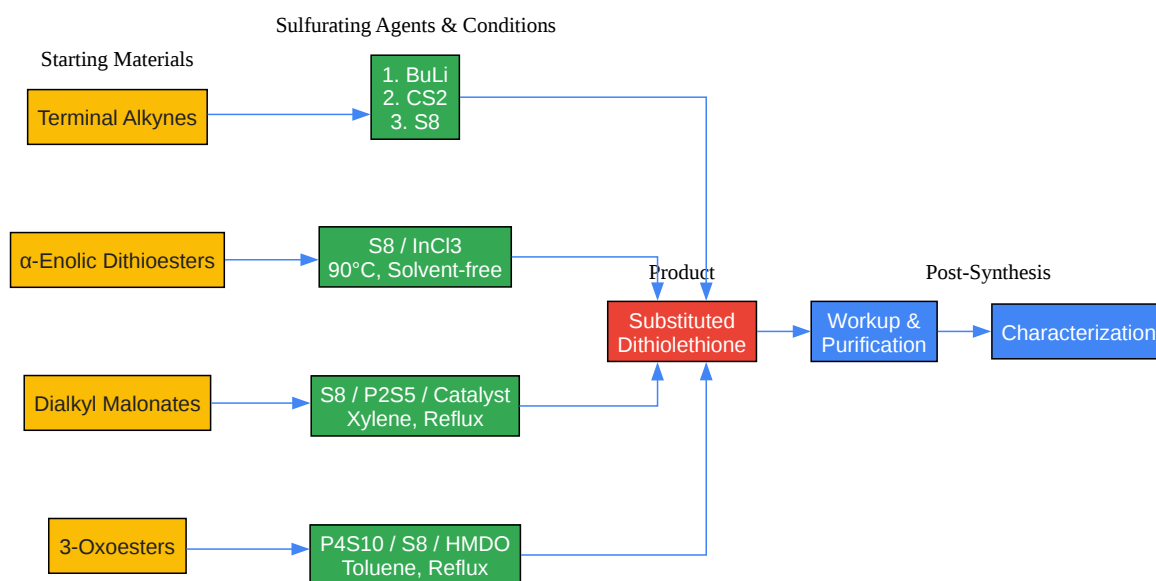 Sulfurating Agents & Conditions
Starting Materials
1. BuLi
2. CS2
3. S8
Terminal Alkynes
α-Enolic Dithioesters
S8 / InCl3
90°C, Solvent-free
Product
Post-Synthesis
Substituted
Dithiolethione
Workup &
Purification
Characterization
Dialkyl Malonates
S8 / P2S5 / Catalyst
Xylene, Reflux
3-Oxoesters
P4S10 / S8 / HMDO
Toluene, Reflux